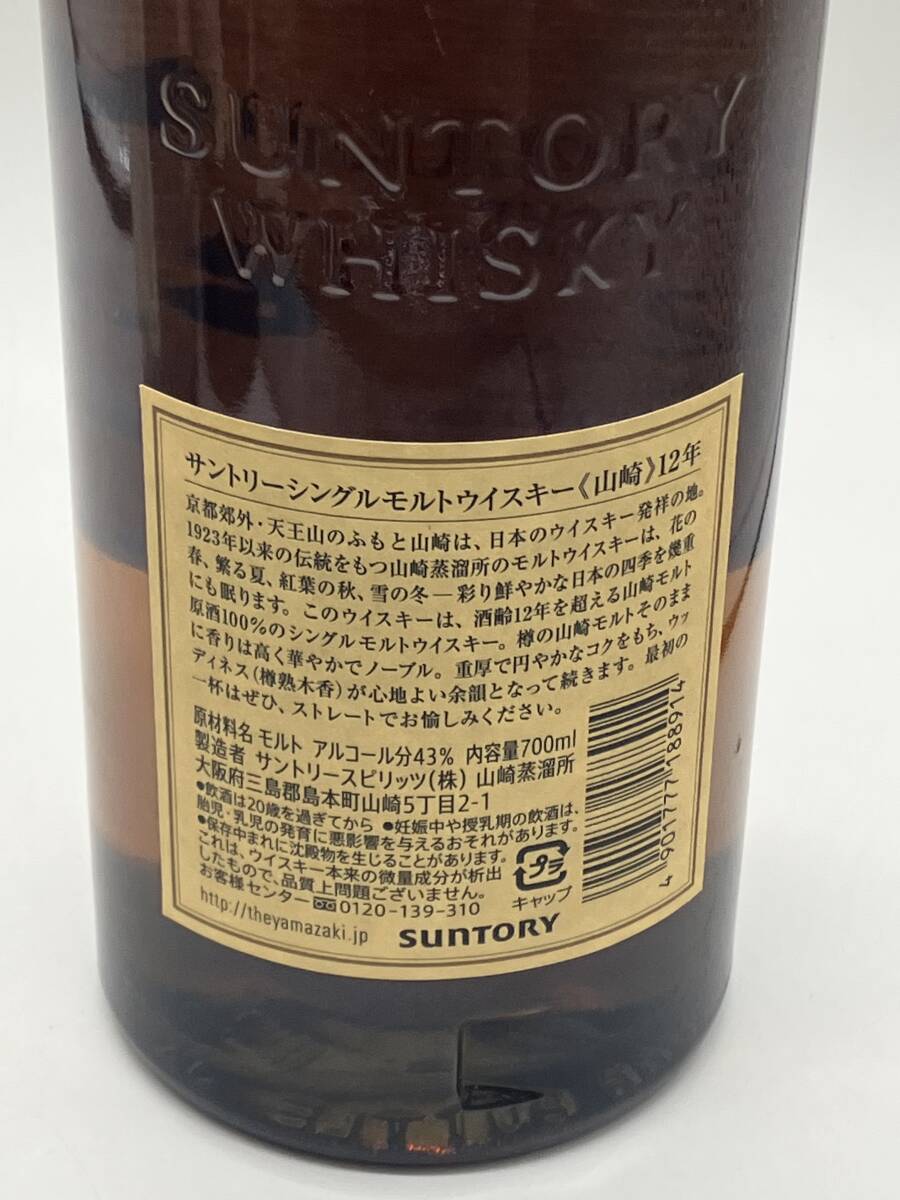 SUNTORY
WHISKY
サントリーシングルモルトウイスキー《山崎》12年
京都郊外・天王山のふもと山崎は、日本のウイスキー発祥の地。
1923年以来の伝統をもつ山崎蒸溜所のモルトウイスキーは、花の
春、繁る夏、紅葉の秋、雪の冬―彩り鮮やかな日本の四季を幾重
にも眠ります。このウイスキーは、酒齢12年を超える山崎モルト
原酒100%のシングルモルトウイスキー。樽の山崎モルトそのまま
に香りは高く華やかでノーブル。重厚で円やかなコクをもち、ウッ
ディネス(樽熟木香)が心地よい余韻となって続きます。最初の
一杯はぜひ、ストレートでお愉しみください。
原材料名 モルト アルコール分43% 内容量700ml
製造者 サントリースピリッツ(株) 山崎蒸溜所
大阪府三島郡島本町山崎5丁目2-1
●飲酒は20歳を過ぎてから ●妊娠中や授乳期の飲酒は、
胎児・乳児の発育に悪影響を与えるおそれがあります。
●保存中まれに沈殿物を生じることがあります。
これは、ウイスキー本来の微量成分が析出
したもので、品質上問題ございません。
お客様センター 0120-139-310
http://theyamazaki.jp
SUNTORY
プラ
キャップ
4 901777 188914